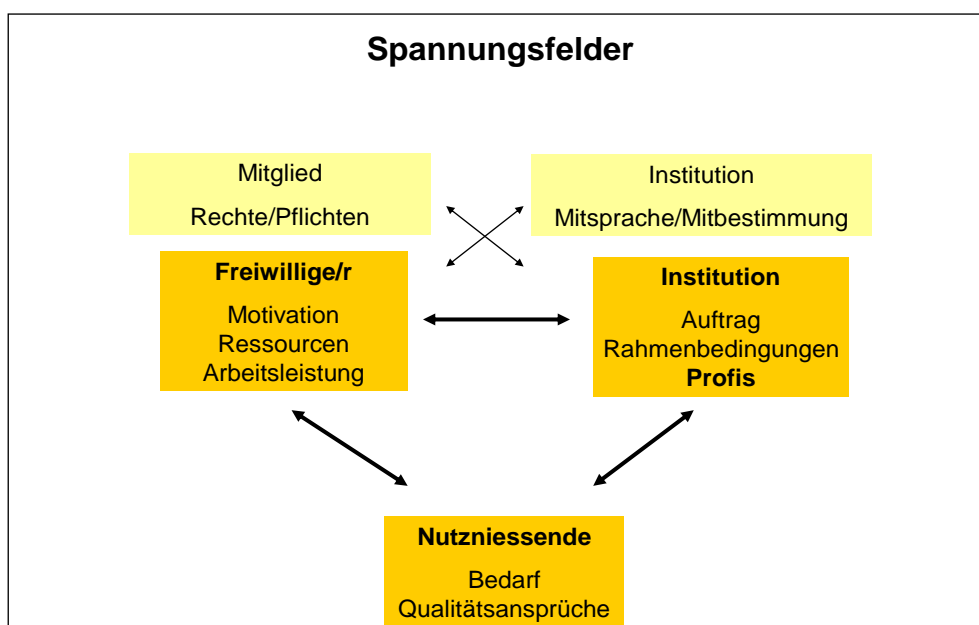 Spannungsfelder
Mitglied
Rechte/Pflichten
Institution
Mitsprache/Mitbestimmung
Freiwillige/r
Motivation
Ressourcen
Arbeitsleistung
Institution
Auftrag
Rahmenbedingungen
Profis
Nutzniessende
Bedarf
Qualitätsansprüche